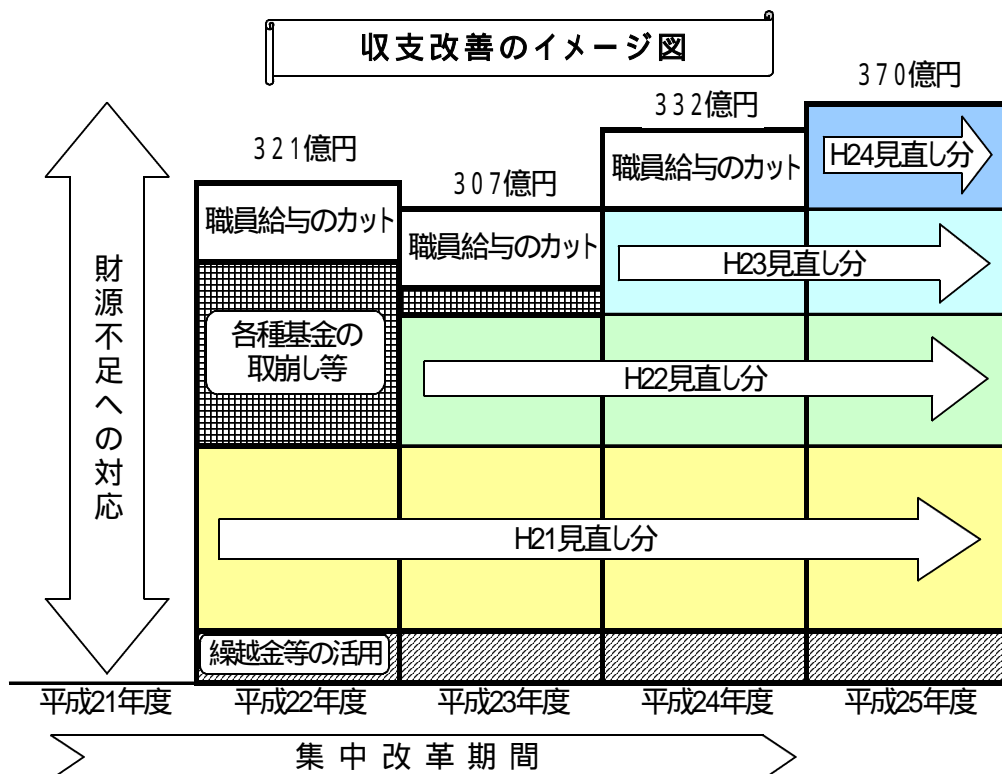 収支改善のイメージ図
370億円
332億円
321億円
307億円
職員給与のカット
職員給与のカット
職員給与のカット
H24見直し分
H23見直し分
各種基金の
取崩し等
H22見直し分
H21見直し分
繰越金等の活用
財源不足への対応
平成21年度
平成22年度
平成23年度
平成24年度
平成25年度
集中改革期間